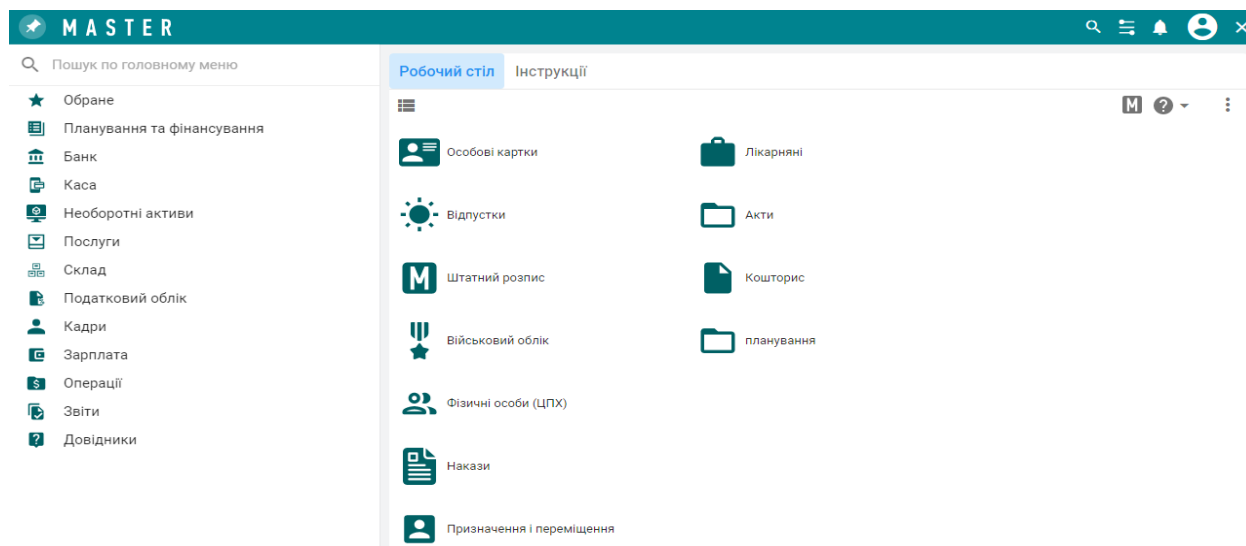 MASTER
Пошук по головному меню
Обране
Планування та фінансування
Банк
Каса
Необоротні активи
Послуги
Склад
Податковий облік
Кадри
Зарплата
Операції
Звіти
Довідники
Робочий стіл Інструкції
M
Особові картки Лікарняні
Відпустки Акти
M Штатний розпис Кошторис
Військовий облік планування
Фізичні особи (ЦПХ)
Накази
Призначення і переміщення